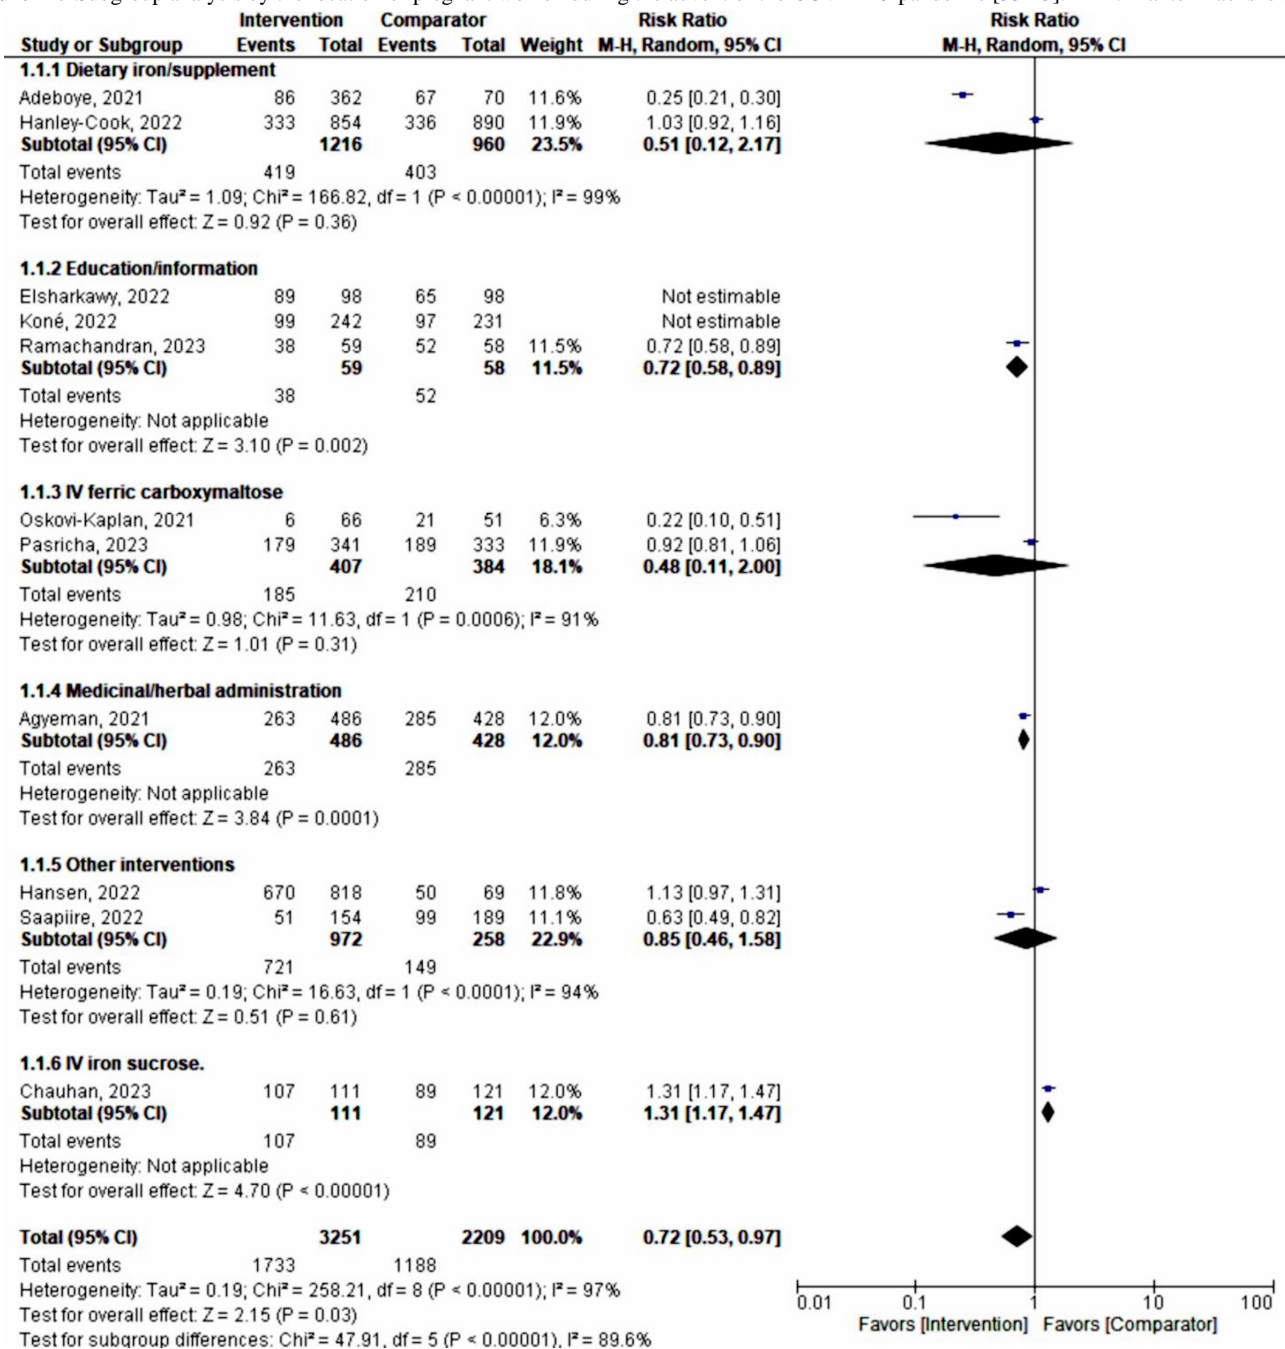 Intervention Comparator Risk Ratio Risk Ratio
Study or Subgroup Events Total Events Total Weight M-H, Random, 95% CI M-H, Random, 95% CI
1.1.1 Dietary iron/supplement
Adeboye, 2021 86 362 67 70 11.6% 0.25 [0.21, 0.30]
Hanley-Cook, 2022 333 854 336 890 11.9% 1.03 [0.92, 1.16]
Subtotal (95% CI) 1216 960 23.5% 0.51 [0.12, 2.17]
Total events 419 403
Heterogeneity: Tau² = 1.09; Chi² = 166.82, df = 1 (P < 0.00001); I² = 99%
Test for overall effect: Z = 0.92 (P = 0.36)
1.1.2 Education/information
Elsharkawy, 2022 89 98 65 98 Not estimable
Koné, 2022 99 242 97 231 Not estimable
Ramachandran, 2023 38 59 52 58 11.5% 0.72 [0.58, 0.89]
Subtotal (95% CI) 59 58 11.5% 0.72 [0.58, 0.89]
Total events 38 52
Heterogeneity: Not applicable
Test for overall effect: Z = 3.10 (P = 0.002)
1.1.3 IV ferric carboxymaltose
Oskovi-Kaplan, 2021 6 66 21 51 6.3% 0.22 [0.10, 0.51]
Pasricha, 2023 179 341 189 333 11.9% 0.92 [0.81, 1.06]
Subtotal (95% CI) 407 384 18.1% 0.48 [0.11, 2.00]
Total events 185 210
Heterogeneity: Tau² = 0.98; Chi² = 11.63, df = 1 (P = 0.0006); I² = 91%
Test for overall effect: Z = 1.01 (P = 0.31)
1.1.4 Medicinal/herbal administration
Agyeman, 2021 263 486 285 428 12.0% 0.81 [0.73, 0.90]
Subtotal (95% CI) 486 428 12.0% 0.81 [0.73, 0.90]
Total events 263 285
Heterogeneity: Not applicable
Test for overall effect: Z = 3.84 (P = 0.0001)
1.1.5 Other interventions
Hansen, 2022 670 818 50 69 11.8% 1.13 [0.97, 1.31]
Saapiire, 2022 51 154 99 189 11.1% 0.63 [0.49, 0.82]
Subtotal (95% CI) 972 258 22.9% 0.85 [0.46, 1.58]
Total events 721 149
Heterogeneity: Tau² = 0.19; Chi² = 16.63, df = 1 (P < 0.0001); I² = 94%
Test for overall effect: Z = 0.51 (P = 0.61)
1.1.6 IV iron sucrose.
Chauhan, 2023 107 111 89 121 12.0% 1.31 [1.17, 1.47]
Subtotal (95% CI) 111 121 12.0% 1.31 [1.17, 1.47]
Total events 107 89
Heterogeneity: Not applicable
Test for overall effect: Z = 4.70 (P < 0.00001)
Total (95% CI) 3251 2209 100.0% 0.72 [0.53, 0.97]
Total events 1733 1188
Heterogeneity: Tau² = 0.19; Chi² = 258.21, df = 8 (P < 0.00001); I² = 97%
Test for overall effect: Z = 2.15 (P = 0.03)
Test for subgroup differences: Chi² = 47.91, df = 5 (P < 0.00001), I² = 89.6%
0.01 0.1 1 10 100
Favors [Intervention] Favors [Comparator]